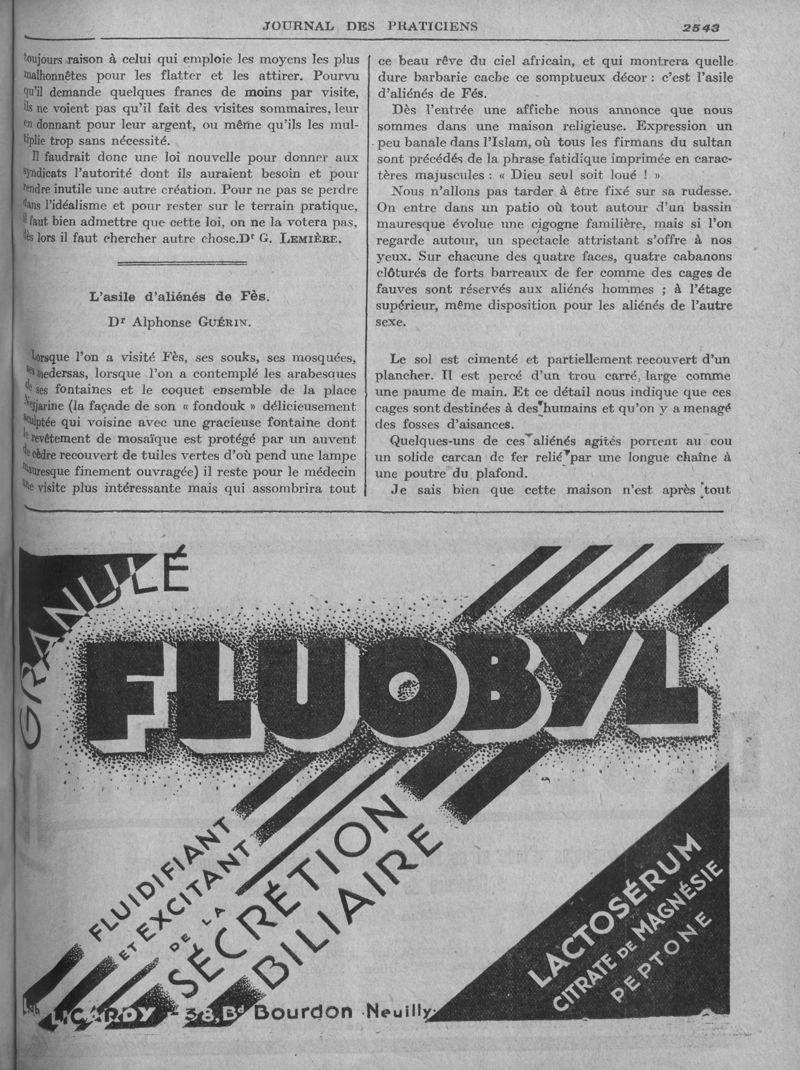 JOURNAL DES PRATICIENS 2543
toujours raison à celui qui emploie les moyens les plus
malhonnêtes pour les flatter et les attirer. Pourvu
qu'il demande quelques francs de moins par visite,
ils ne voient pas qu'il fait des visites sommaires, leur
en donnant pour leur argent, ou même qu'ils les mul-
tiplie trop sans nécessité.
Il faudrait donc une loi nouvelle pour donner aux
syndicats l'autorité dont ils auraient besoin et pour
rendre inutile une autre création. Pour ne pas se perdre
dans l'idéalisme et pour rester sur le terrain pratique,
il faut bien admettre que cette loi, on ne la votera pas,
dès lors il faut chercher autre chose.Dr G. LEMIÈRE.
L'asile d'aliénés de Fès.
Dr Alphonse GUÉRIN.
Lorsque l'on a visité Fès, ses souks, ses mosquées,
ses medersas, lorsque l'on a contemplé les arabesques
de ses fontaines et le coquet ensemble de la place
Nejjarine (la façade de son « fondouk » délicieusement
sculptée qui voisine avec une gracieuse fontaine dont
le revêtement de mosaïque est protégé par un auvent
de cèdre recouvert de tuiles vertes d'où pend une lampe
mauresque finement ouvragée) il reste pour le médecin
une visite plus intéressante mais qui assombrira tout
ce beau rêve du ciel africain, et qui montrera quelle
dure barbarie cache ce somptueux décor : c'est l'asile
d'aliénés de Fés.
Dès l'entrée une affiche nous annonce que nous
sommes dans une maison religieuse. Expression un
peu banale dans l'Islam, où tous les firmans du sultan
sont précédés de la phrase fatidique imprimée en carac-
tères majuscules : « Dieu seul soit loué ! »
Nous n'allons pas tarder à être fixé sur sa rudesse.
On entre dans un patio où tout autour d'un bassin
mauresque évolue une cigogne familière, mais si l'on
regarde autour, un spectacle attristant s'offre à nos
yeux. Sur chacune des quatre faces, quatre cabanons
clôturés de forts barreaux de fer comme des cages de
fauves sont réservés aux aliénés hommes ; à l'étage
supérieur, même disposition pour les aliénés de l'autre
sexe.
Le sol est cimenté et partiellement recouvert d'un
plancher. Il est percé d'un trou carré, large comme
une paume de main. Et ce détail nous indique que ces
cages sont destinées à des humains et qu'on y a menagé
des fosses d'aisances.
Quelques-uns de ces aliénés agités portent au cou
un solide carcan de fer relié par une longue chaîne à
une poutre du plafond.
Je sais bien que cette maison n'est après tout
GRANULÉ
FLUOBYL
FLUIDIFIANT
ET EXCITANT
DE LA
SÉCRÉTION
BILIAIRE
LACTOSÉRUM
CITRATE DE MAGNÉSIE
PEPTONE
Lab LICARDY - 38, Bd Bourdon Neuilly